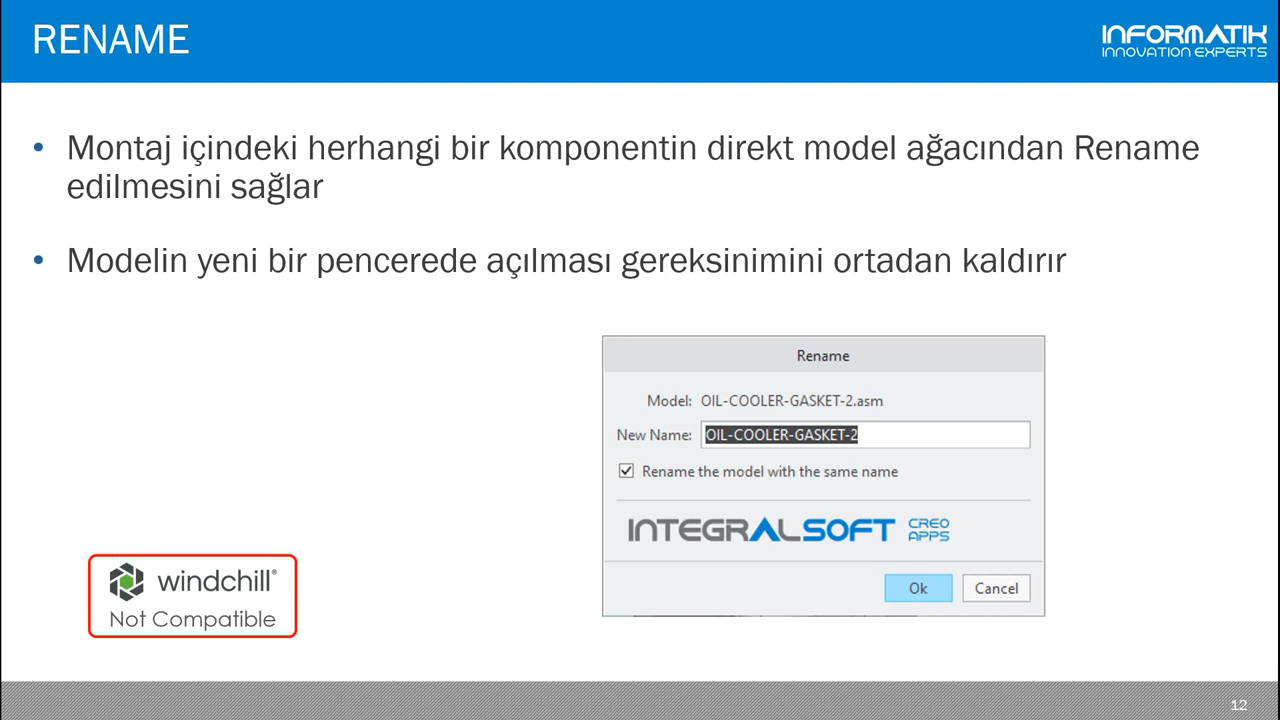 RENAME
INFORMATIK
INNOVATION EXPERTS
• Montaj içindeki herhangi bir komponentin direkt model ağacından Rename
edilmesini sağlar
• Modelin yeni bir pencerede açılması gereksinimini ortadan kaldırır
Rename
Model: OIL-COOLER-GASKET-2.asm
New Name: OIL-COOLER-GASKET-2
Rename the model with the same name
INTEGRALSOFT CREO
APPS
Ok Cancel
windchill®
Not Compatible
12